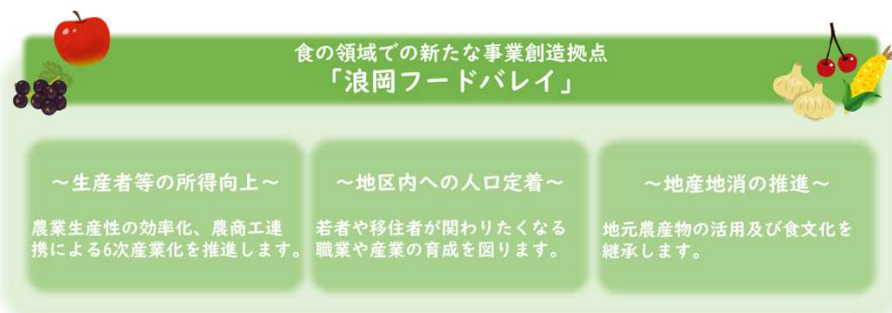 食の領域での新たな事業創造拠点
「浪岡フードバレイ」
～生産者等の所得向上～
農業生産性の効率化、農商工連
携による6次産業化を推進します。
～地区内への人口定着～
若者や移住者が関わりたくなる
職業や産業の育成を図ります。
～地産地消の推進～
地元農産物の活用及び食文化を
継承します。